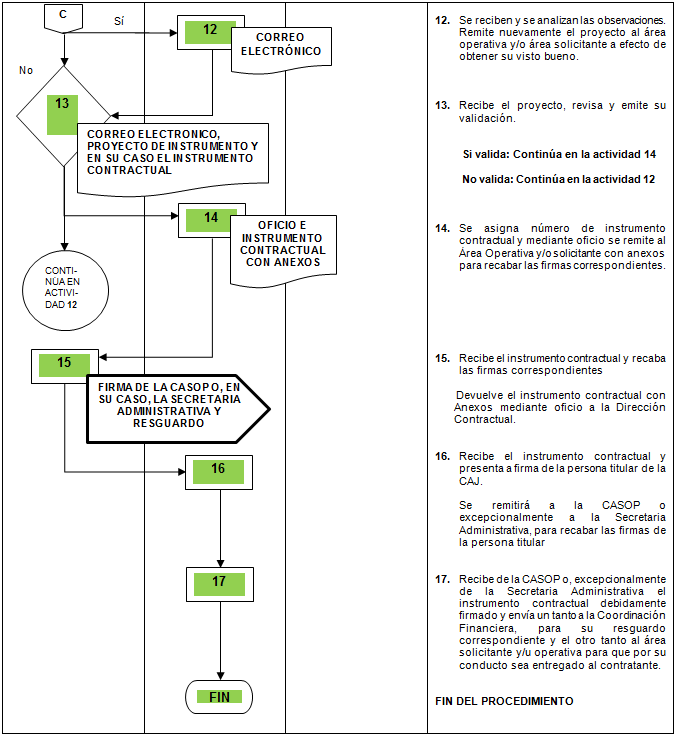 C
Sí
12
CORREO
ELECTRÓNICO
No
13
CORREO ELECTRONICO,
PROYECTO DE INSTRUMENTO Y
EN SU CASO EL INSTRUMENTO
CONTRACTUAL
14
OFICIO E
INSTRUMENTO
CONTRACTUAL
CON ANEXOS
CONTI-
NÚA EN
ACTIVI-
DAD 12
15
FIRMA DE LA CASOP O, EN
SU CASO, LA SECRETARIA
ADMINISTRATIVA Y
RESGUARDO
16
17
FIN
12. Se reciben y se analizan las observaciones.
Remite nuevamente el proyecto al área
operativa y/o área solicitante a efecto de
obtener su visto bueno.
13. Recibe el proyecto, revisa y emite su
validación.
Si valida: Continúa en la actividad 14
No valida: Continúa en la actividad 12
14. Se asigna número de instrumento
contractual y mediante oficio se remite al
Área Operativa y/o solicitante con anexos
para recabar las firmas correspondientes.
15. Recibe el instrumento contractual y recaba
las firmas correspondientes
Devuelve el instrumento contractual con
Anexos mediante oficio a la Dirección
Contractual.
16. Recibe el instrumento contractual y
presenta a firma de la persona titular de la
CAJ.
Se remitirá a la CASOP o
excepcionalmente a la Secretaria
Administrativa, para recabar las firmas de
la persona titular
17. Recibe de la CASOP o, excepcionalmente
de la Secretaria Administrativa el
instrumento contractual debidamente
firmado y envía un tanto a la Coordinación
Financiera, para su resguardo
correspondiente y el otro tanto al área
solicitante y/u operativa para que por su
conducto sea entregado al contratante.
FIN DEL PROCEDIMIENTO